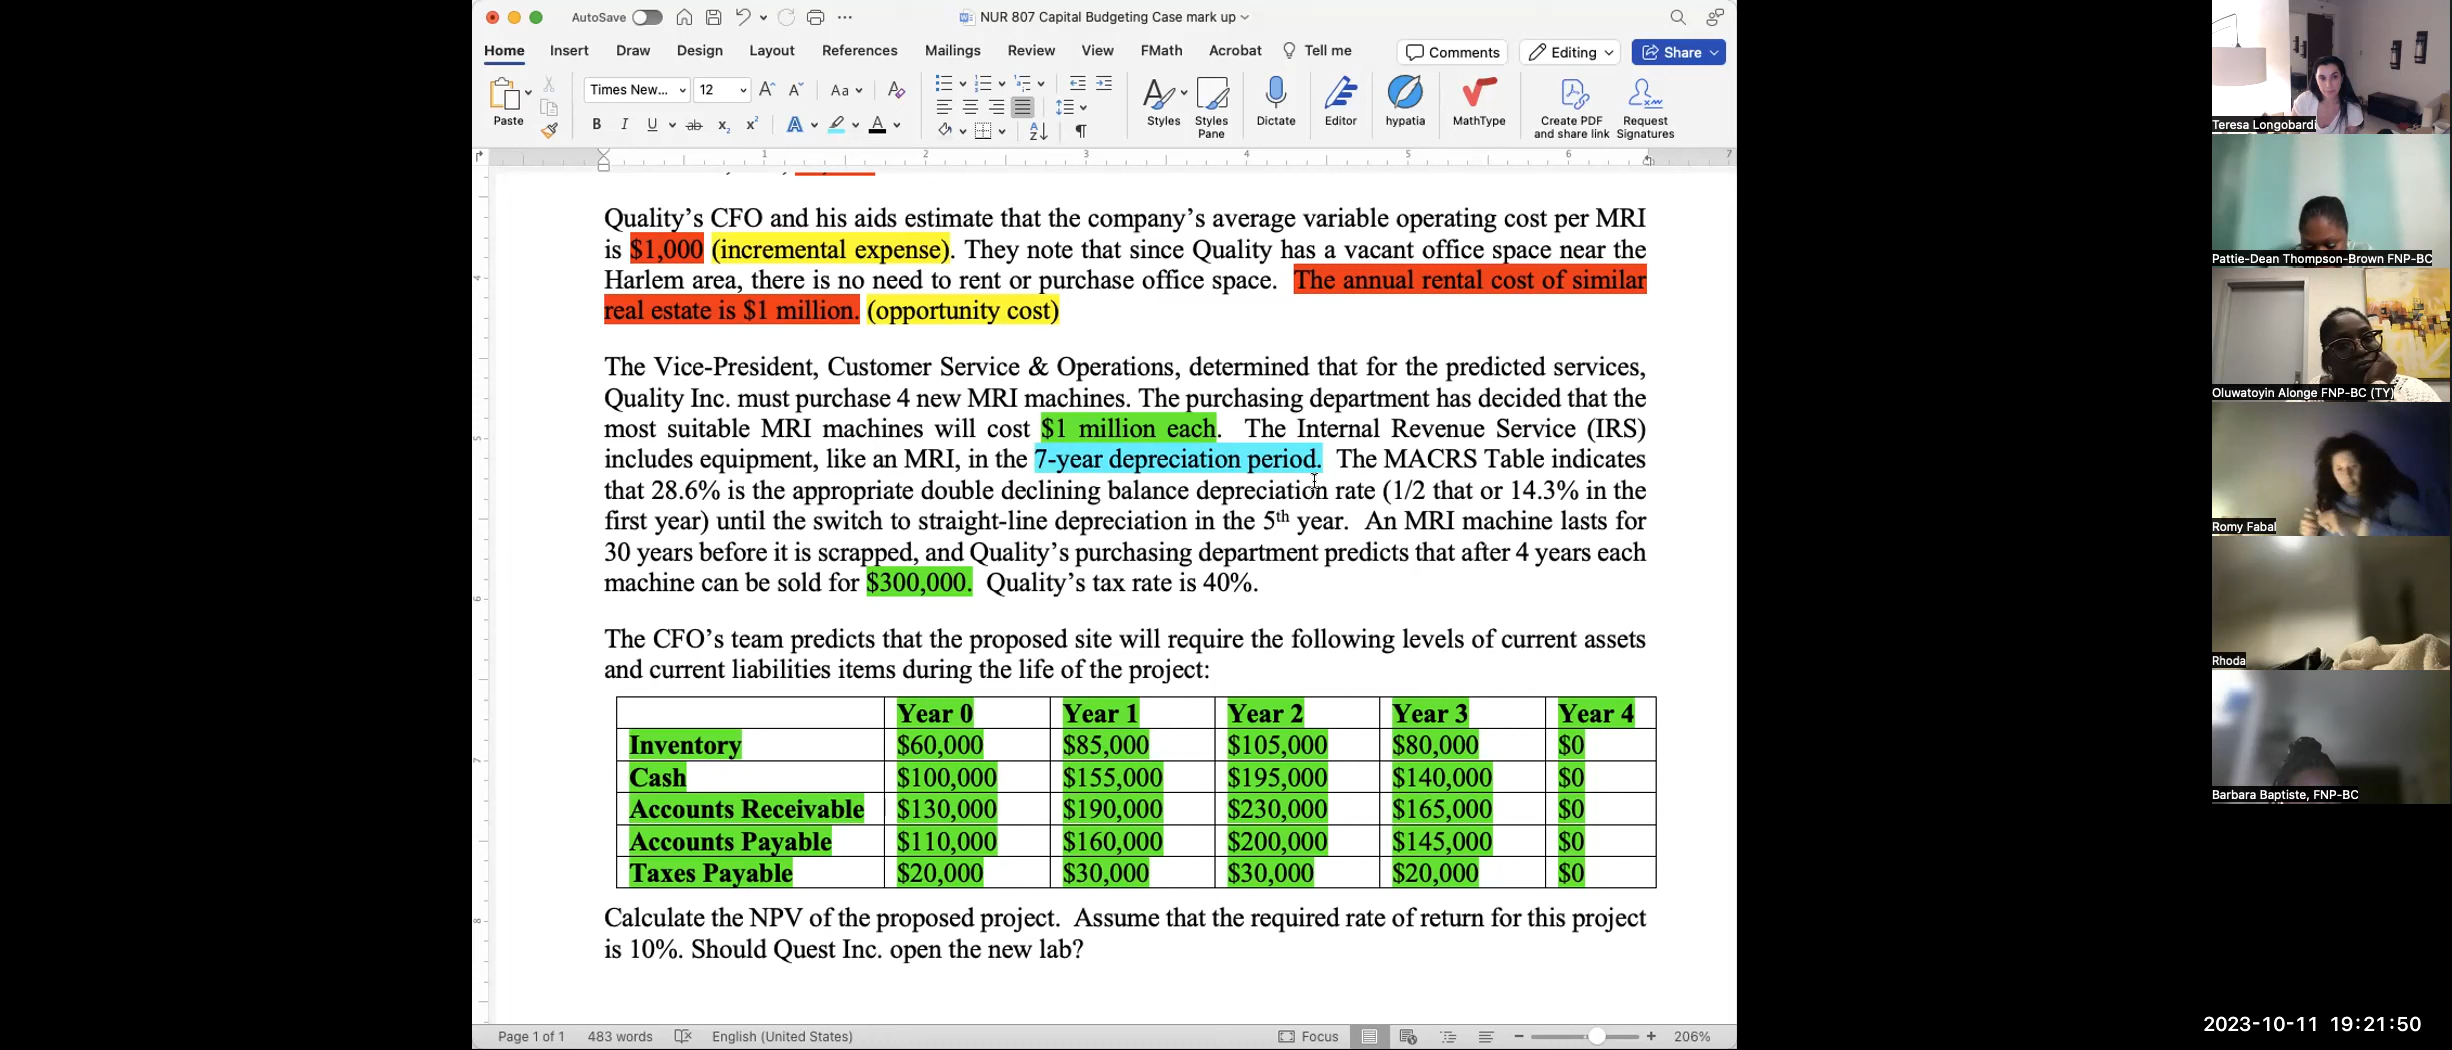 AutoSave
NUR 807 Capital Budgeting Case mark up
Home Insert Draw Design Layout References Mailings Review View FMath Acrobat Tell me
Comments Editing Share
Paste
Times New... 12
Aa
B I U ab x₂ x²
Styles
Styles Pane
Dictate
Editor
hypatia
MathType
Create PDF and share link
Request Signatures
1 2 3 4 5 6 7
Quality’s CFO and his aids estimate that the company’s average variable operating cost per MRI
is $1,000 (incremental expense). They note that since Quality has a vacant office space near the
Harlem area, there is no need to rent or purchase office space. The annual rental cost of similar
real estate is $1 million. (opportunity cost)
The Vice-President, Customer Service & Operations, determined that for the predicted services,
Quality Inc. must purchase 4 new MRI machines. The purchasing department has decided that the
most suitable MRI machines will cost $1 million each. The Internal Revenue Service (IRS)
includes equipment, like an MRI, in the 7-year depreciation period. The MACRS Table indicates
that 28.6% is the appropriate double declining balance depreciation rate (1/2 that or 14.3% in the
first year) until the switch to straight-line depreciation in the 5th year. An MRI machine lasts for
30 years before it is scrapped, and Quality’s purchasing department predicts that after 4 years each
machine can be sold for $300,000. Quality’s tax rate is 40%.
The CFO’s team predicts that the proposed site will require the following levels of current assets
and current liabilities items during the life of the project:
Year 0 Year 1 Year 2 Year 3 Year 4
Inventory $60,000 $85,000 $105,000 $80,000 $0
Cash $100,000 $155,000 $195,000 $140,000 $0
Accounts Receivable $130,000 $190,000 $230,000 $165,000 $0
Accounts Payable $110,000 $160,000 $200,000 $145,000 $0
Taxes Payable $20,000 $30,000 $30,000 $20,000 $0
Calculate the NPV of the proposed project. Assume that the required rate of return for this project
is 10%. Should Quest Inc. open the new lab?
Page 1 of 1 483 words English (United States) Focus 206%
Teresa Longobardi
Pattie-Dean Thompson-Brown FNP-BC
Oluwatoyin Alonge FNP-BC (TY)
Romy Fabal
Rhoda
Barbara Baptiste, FNP-BC
2023-10-11 19:21:50